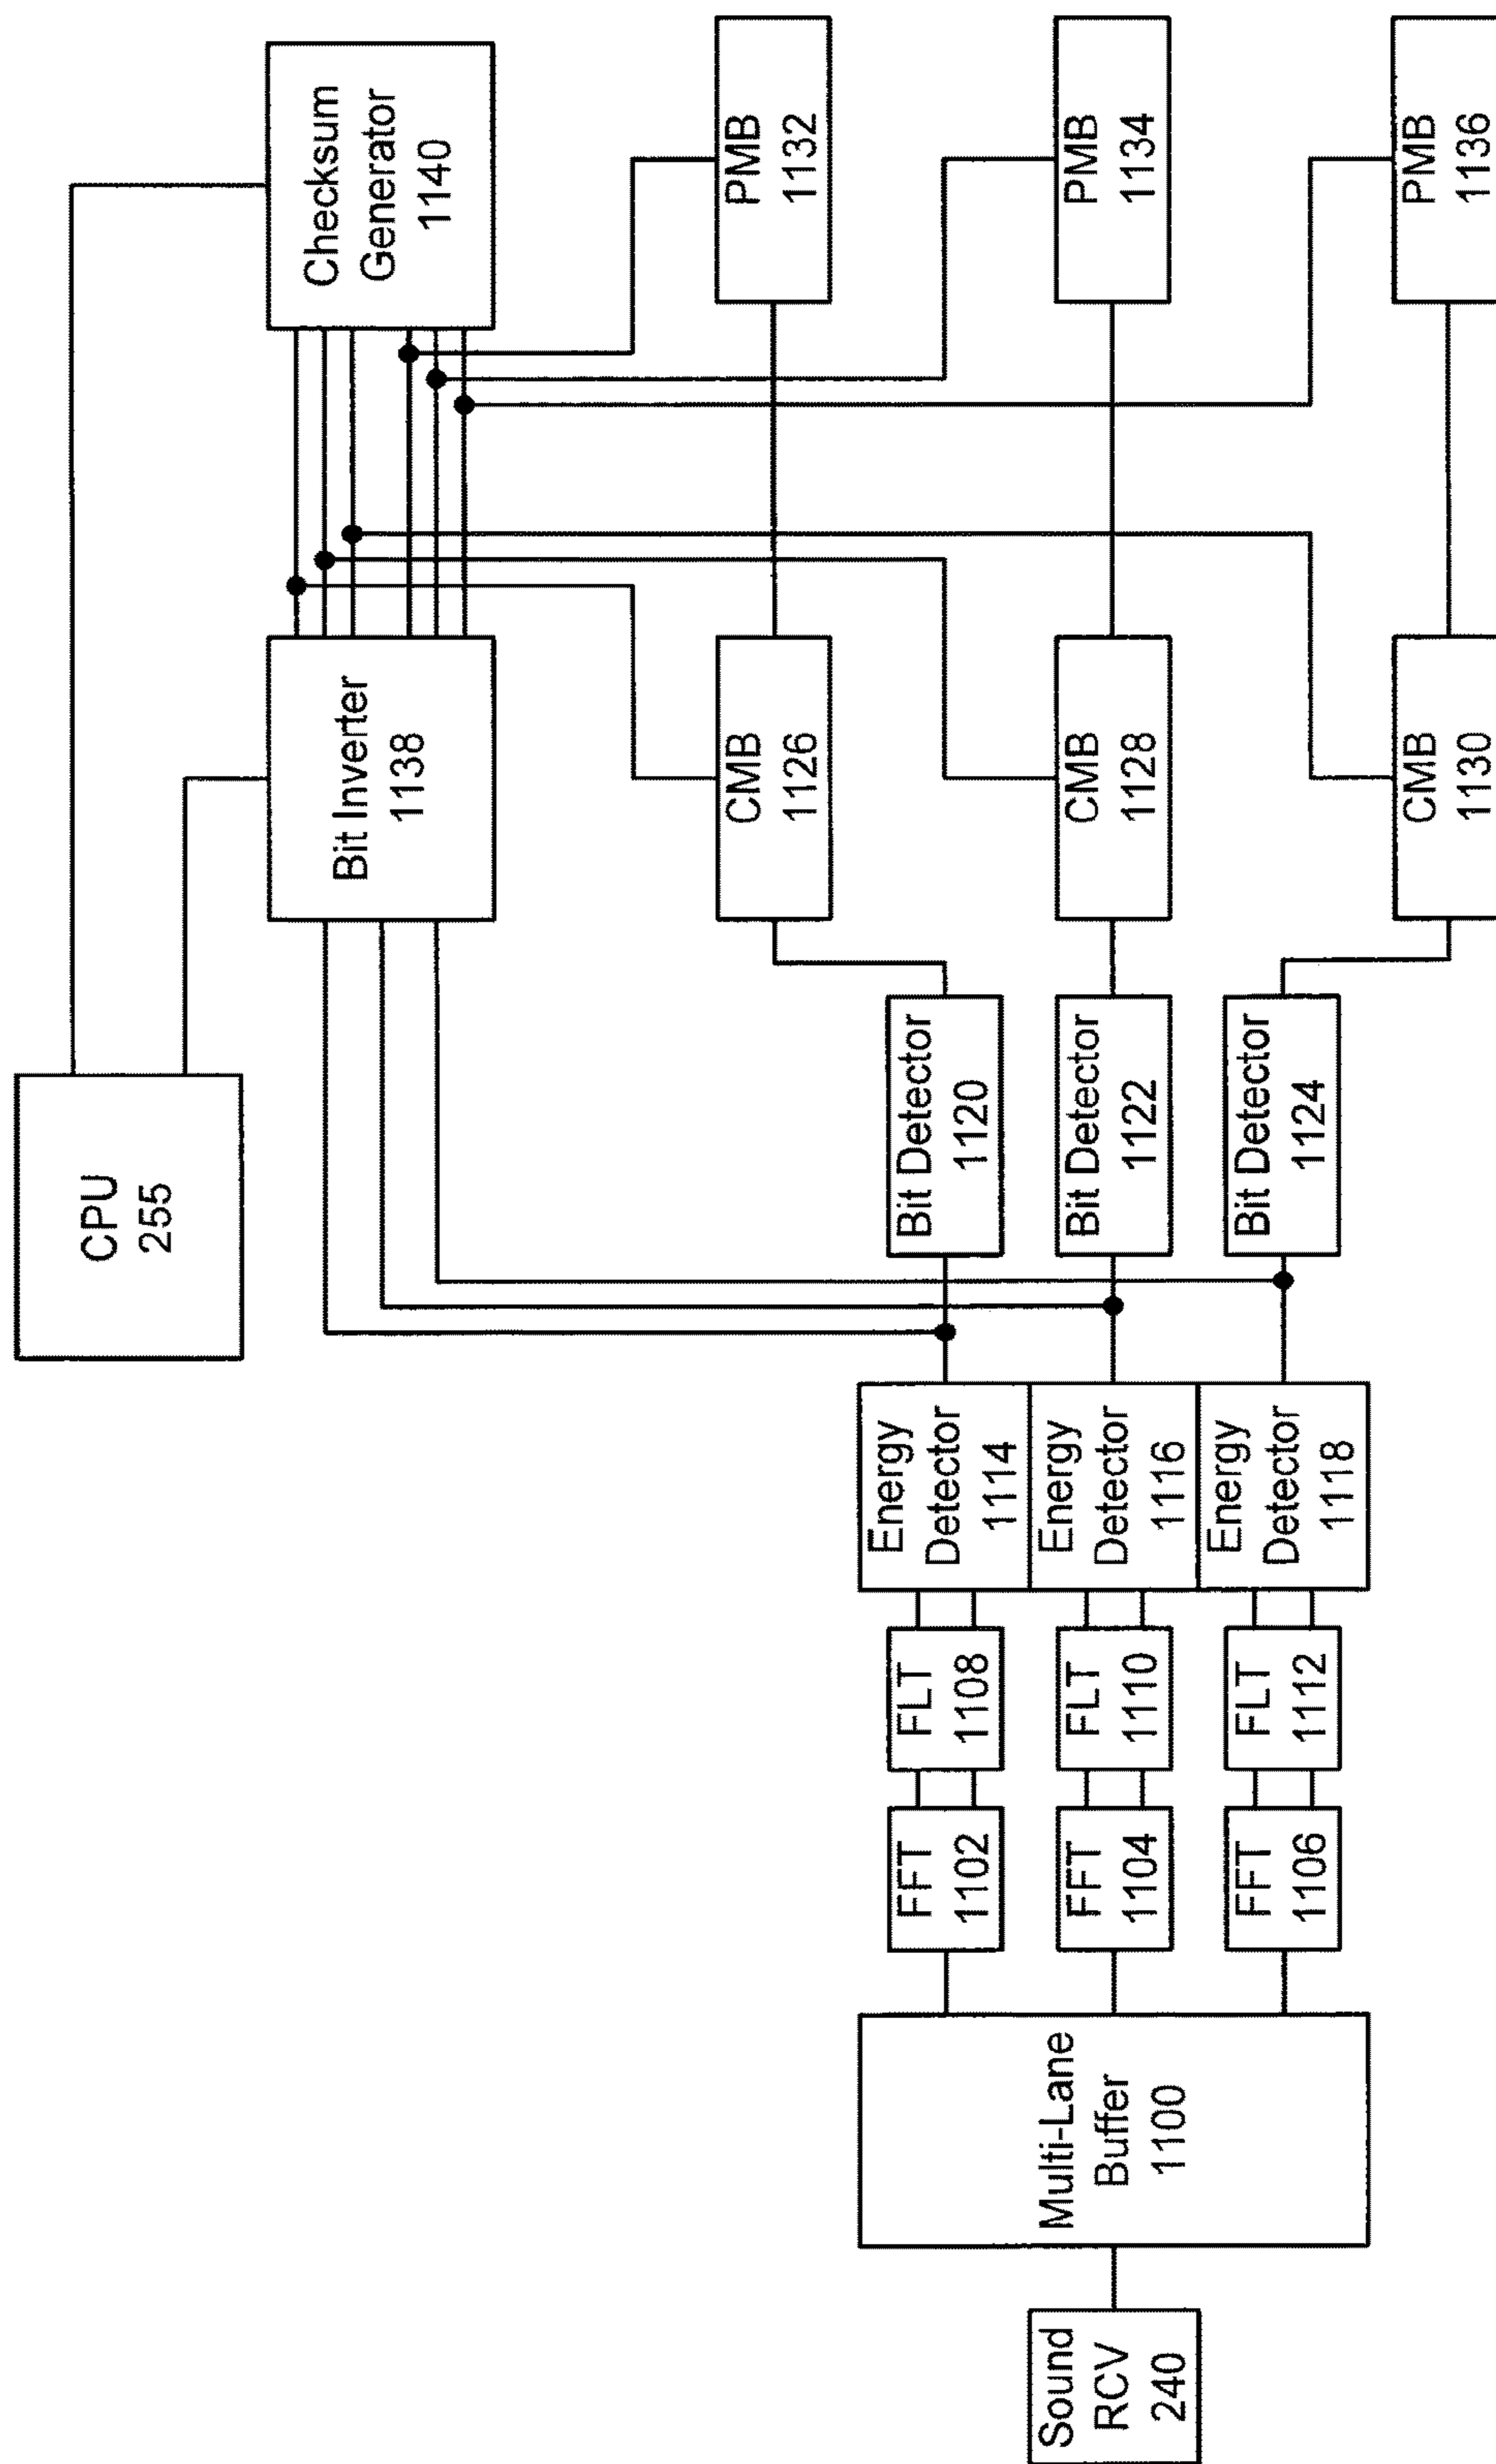 CPU
255
Bit Inverter
1138
Checksum
Generator
1140
CMB
1126
PMB
1132
Sound
RCV
240
Multi-Lane
Buffer
1100
FFT
1102
FLT
1108
Energy
Detector
1114
Bit Detector
1120
FFT
1104
FLT
1110
Energy
Detector
1116
Bit Detector
1122
CMB
1128
PMB
1134
FFT
1106
FLT
1112
Energy
Detector
1118
Bit Detector
1124
CMB
1130
PMB
1136